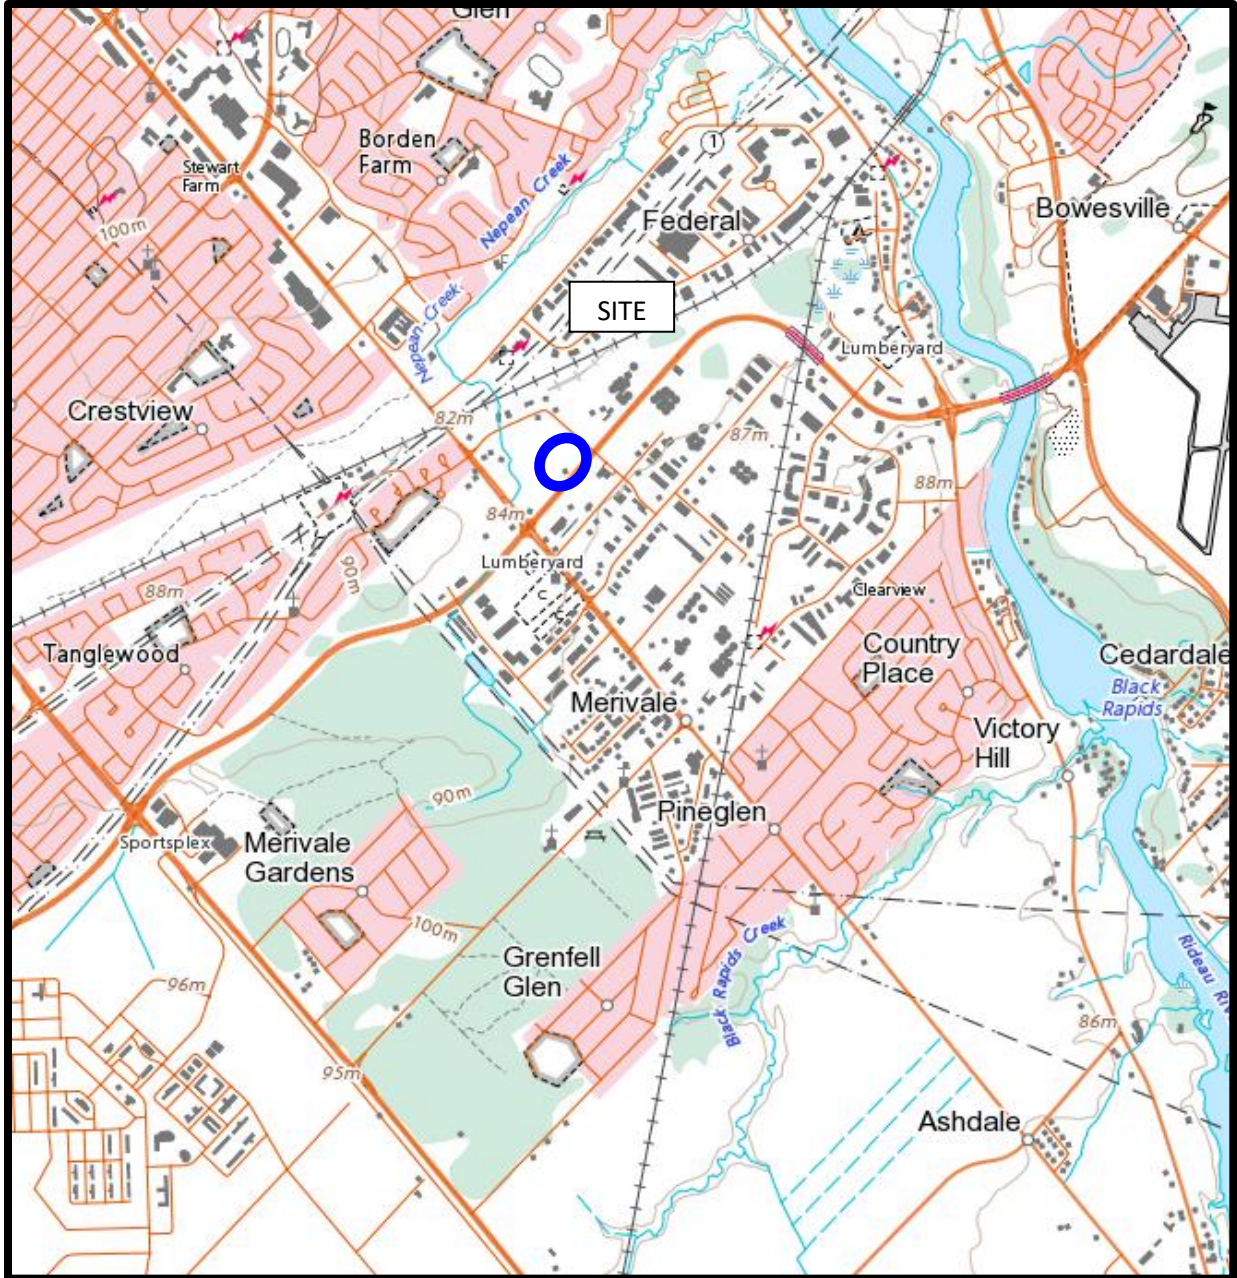 Glen
Borden
Farm
Stewart
Farm
100m
Nepean Creek
1
Federal
Bowesville
SITE
Nepean Creek
Lumberyard
Crestview
82m
87m
88m
84m
Lumberyard
90m
88m
C
Clearview
Tanglewood
Country
Place
Cedardale
Black
Rapids
Merivale
Victory
Hill
90m
Pineglen
Sportsplex
Merivale
Gardens
100m
Black Rapids Creek
Grenfell
Glen
Rideau Riv
96m
86m
95m
Ashdale